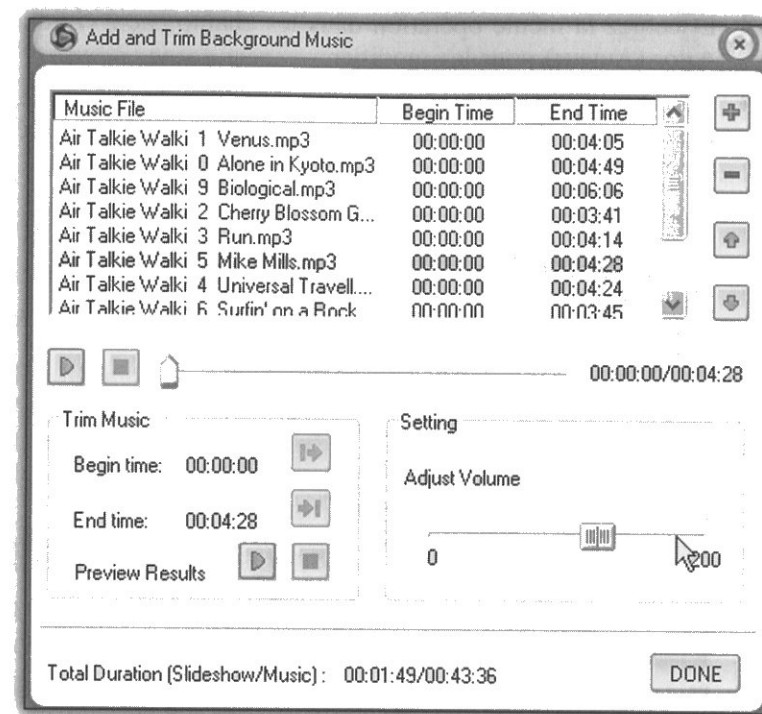 Add and Trim Background Music
Music File Begin Time End Time
Air Talkie Walki 1 Venus.mp3 00:00:00 00:04:05
Air Talkie Walki 0 Alone in Kyoto.mp3 00:00:00 00:04:49
Air Talkie Walki 9 Biological.mp3 00:00:00 00:06:06
Air Talkie Walki 2 Cherry Blossom G... 00:00:00 00:03:41
Air Talkie Walki 3 Run.mp3 00:00:00 00:04:14
Air Talkie Walki 5 Mike Mills.mp3 00:00:00 00:04:28
Air Talkie Walki 4 Universal Travell.... 00:00:00 00:04:24
Air Talkie Walki 6 Surfin' on a Rock 00:00:00 00:03:45
00:00:00/00:04:28
Trim Music
Begin time: 00:00:00
End time: 00:04:28
Preview Results
Setting
Adjust Volume
0 200
Total Duration (Slideshow/Music) : 00:01:49/00:43:36
DONE